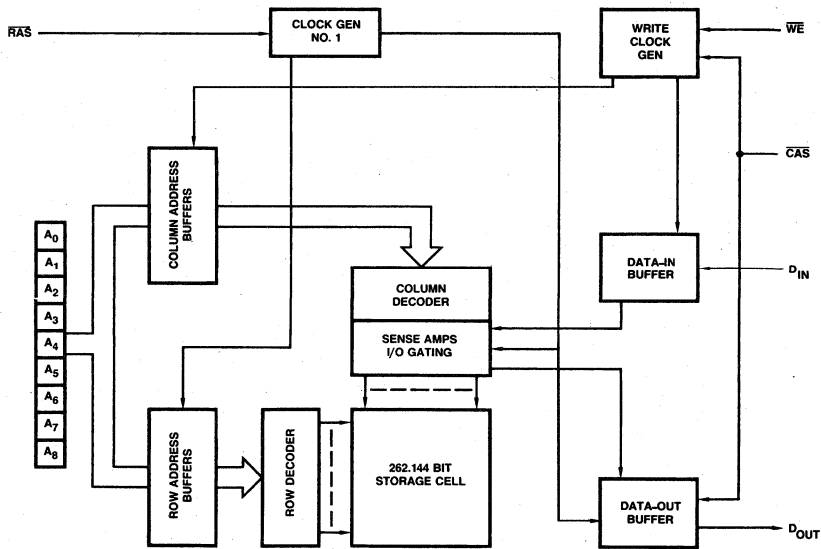 RAS
CLOCK GEN
NO. 1
WRITE
CLOCK
GEN
WE
CAS
COLUMN ADDRESS
BUFFERS
A0
A1
A2
A3
A4
A5
A6
A7
A8
DATA–IN
BUFFER
DIN
COLUMN
DECODER
SENSE AMPS
I/O GATING
ROW ADDRESS
BUFFERS
ROW DECODER
262.144 BIT
STORAGE CELL
DATA–OUT
BUFFER
DOUT